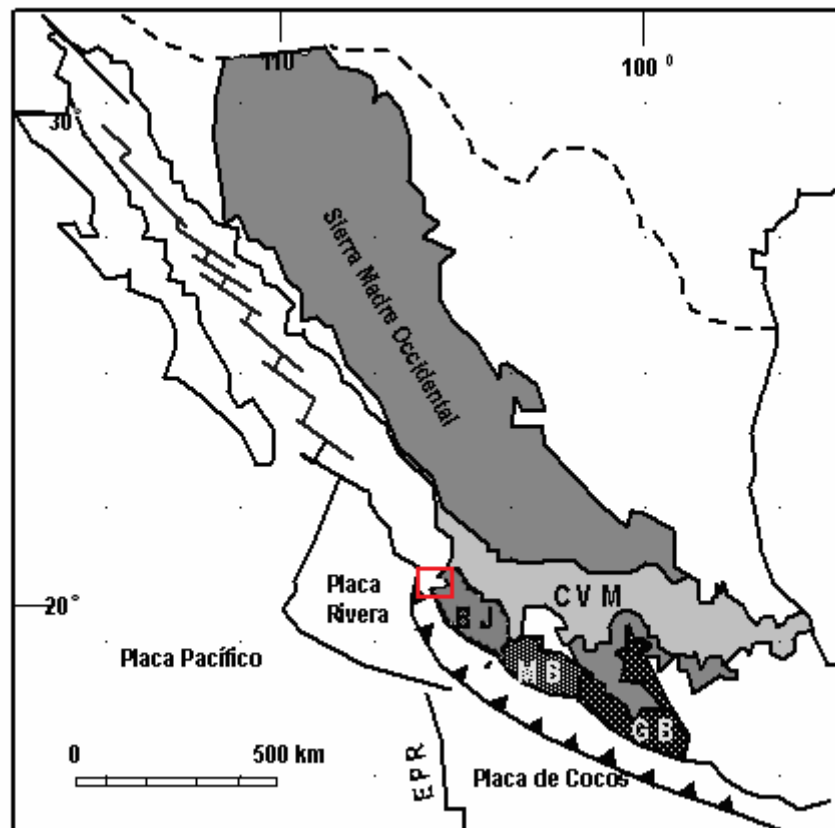 110
100 °
30°
Sierra Madre Occidental
20°
Placa
Rivera
C V M
B J
Placa Pacífico
M B
G B
0 500 km
EPR
Placa de Cocos